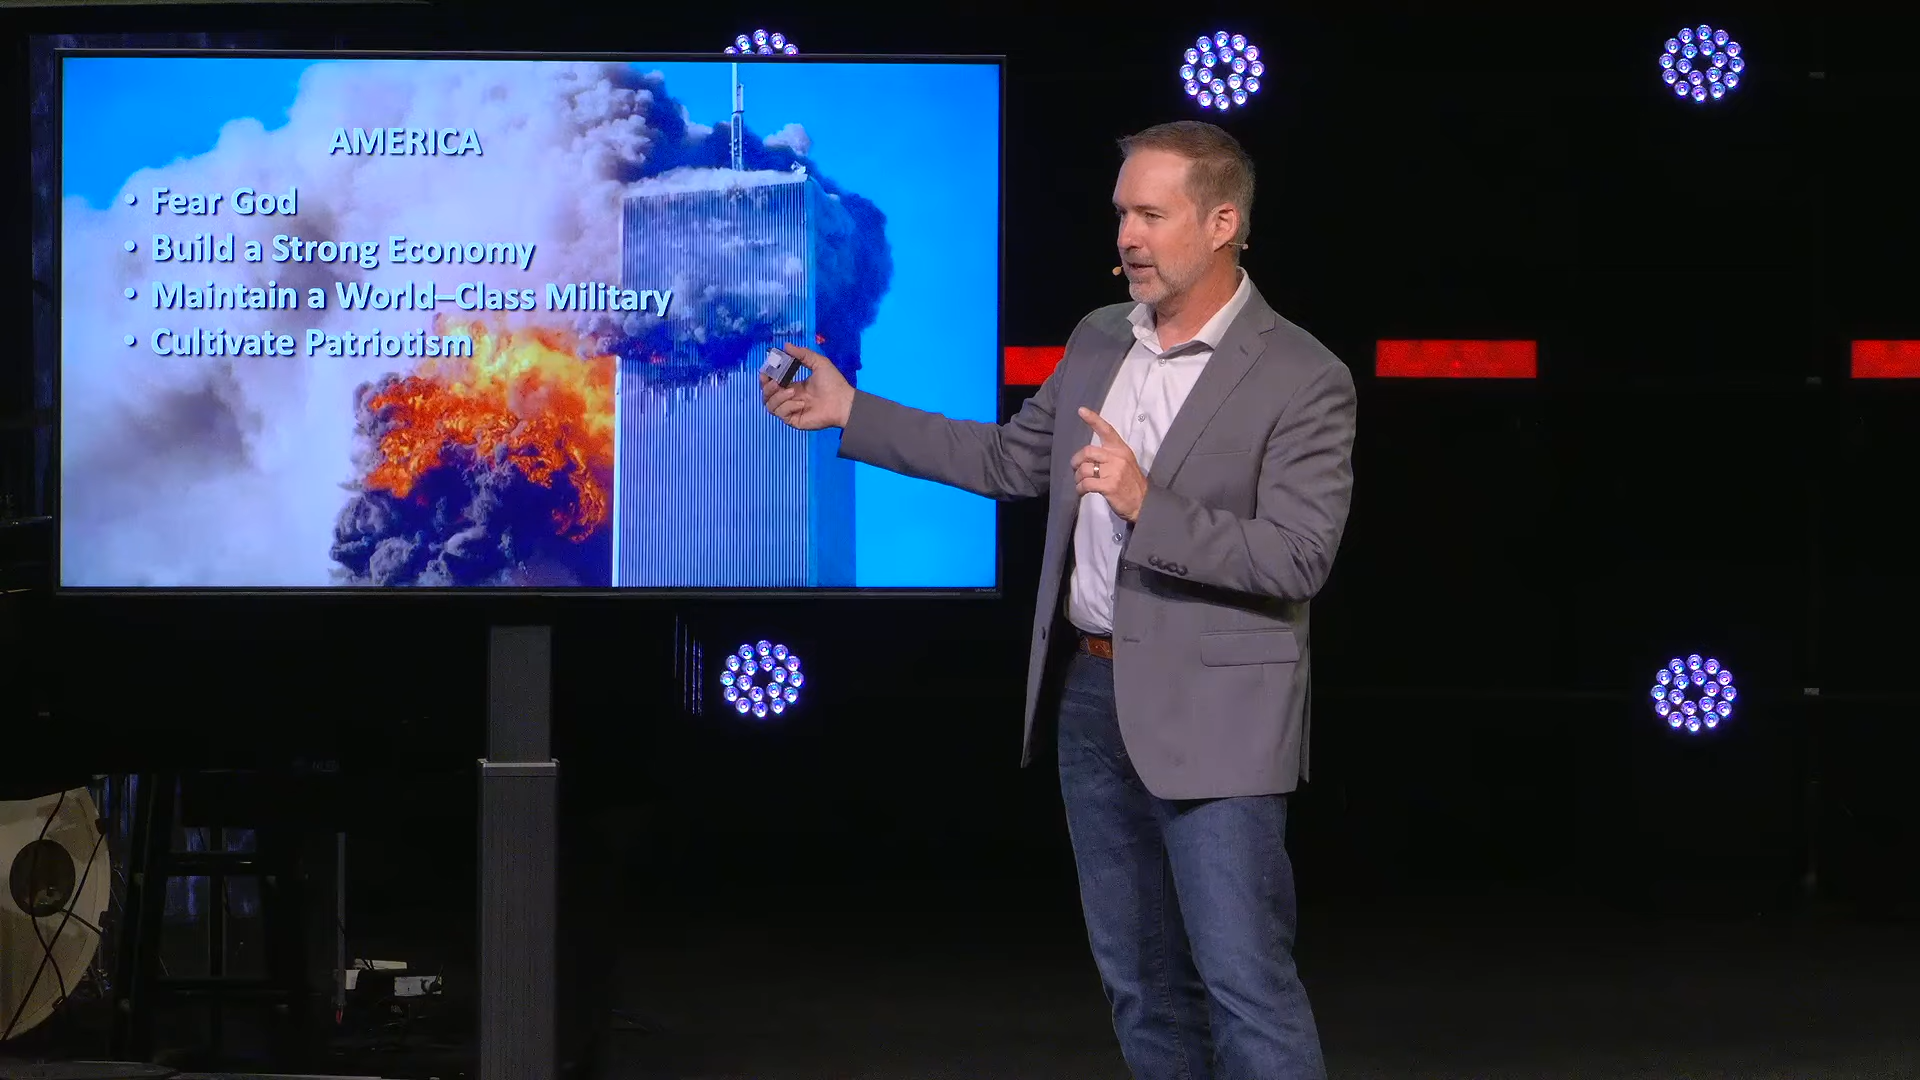 AMERICA
• Fear God
• Build a Strong Economy
• Maintain a World–Class Military
• Cultivate Patriotism